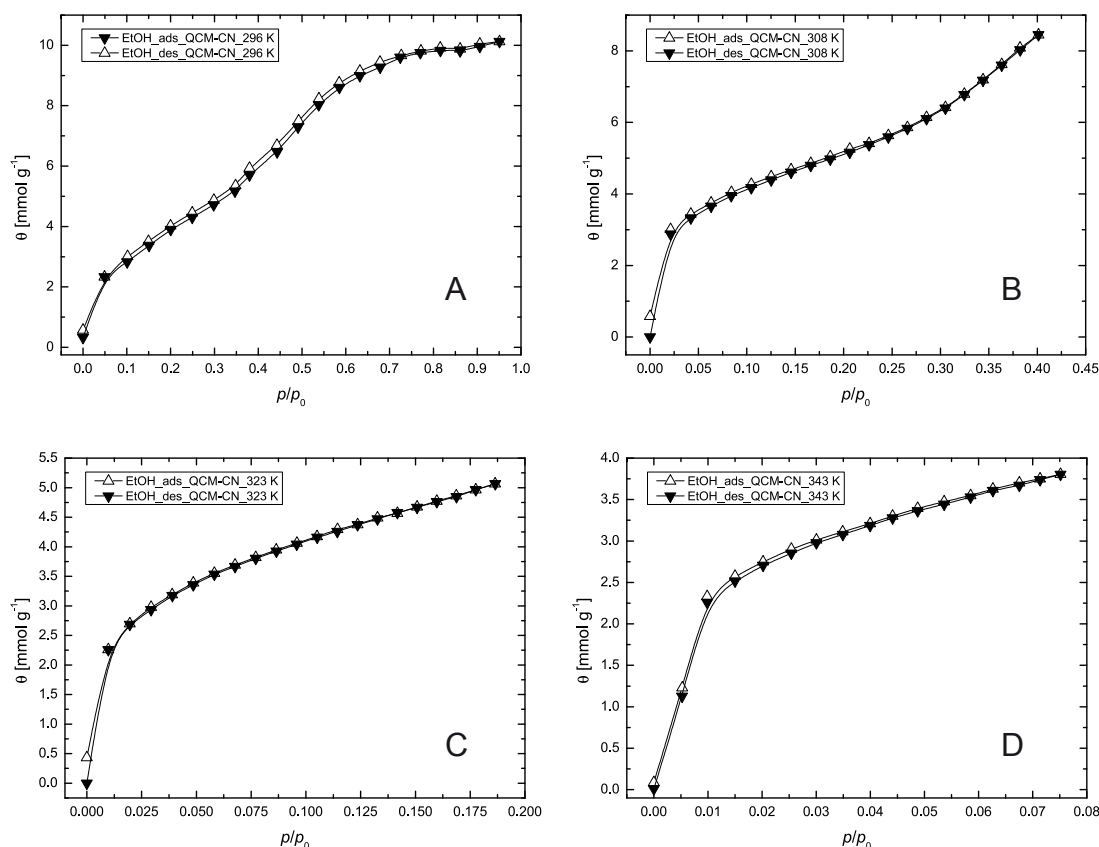 EtOH_ads_QCM-CN_296 K
EtOH_des_QCM-CN_296 K
10
8
6
4
2
0
θ [mmol g⁻¹]
A
0.0 0.1 0.2 0.3 0.4 0.5 0.6 0.7 0.8 0.9 1.0
p/p₀
EtOH_ads_QCM-CN_308 K
EtOH_des_QCM-CN_308 K
8
6
4
2
0
θ [mmol g⁻¹]
B
0.00 0.05 0.10 0.15 0.20 0.25 0.30 0.35 0.40 0.45
p/p₀
EtOH_ads_QCM-CN_323 K
EtOH_des_QCM-CN_323 K
5.5
5.0
4.5
4.0
3.5
3.0
2.5
2.0
1.5
1.0
0.5
0.0
θ [mmol g⁻¹]
C
0.000 0.025 0.050 0.075 0.100 0.125 0.150 0.175 0.200
p/p₀
EtOH_ads_QCM-CN_343 K
EtOH_des_QCM-CN_343 K
4.0
3.5
3.0
2.5
2.0
1.5
1.0
0.5
0.0
θ [mmol g⁻¹]
D
0.00 0.01 0.02 0.03 0.04 0.05 0.06 0.07 0.08
p/p₀